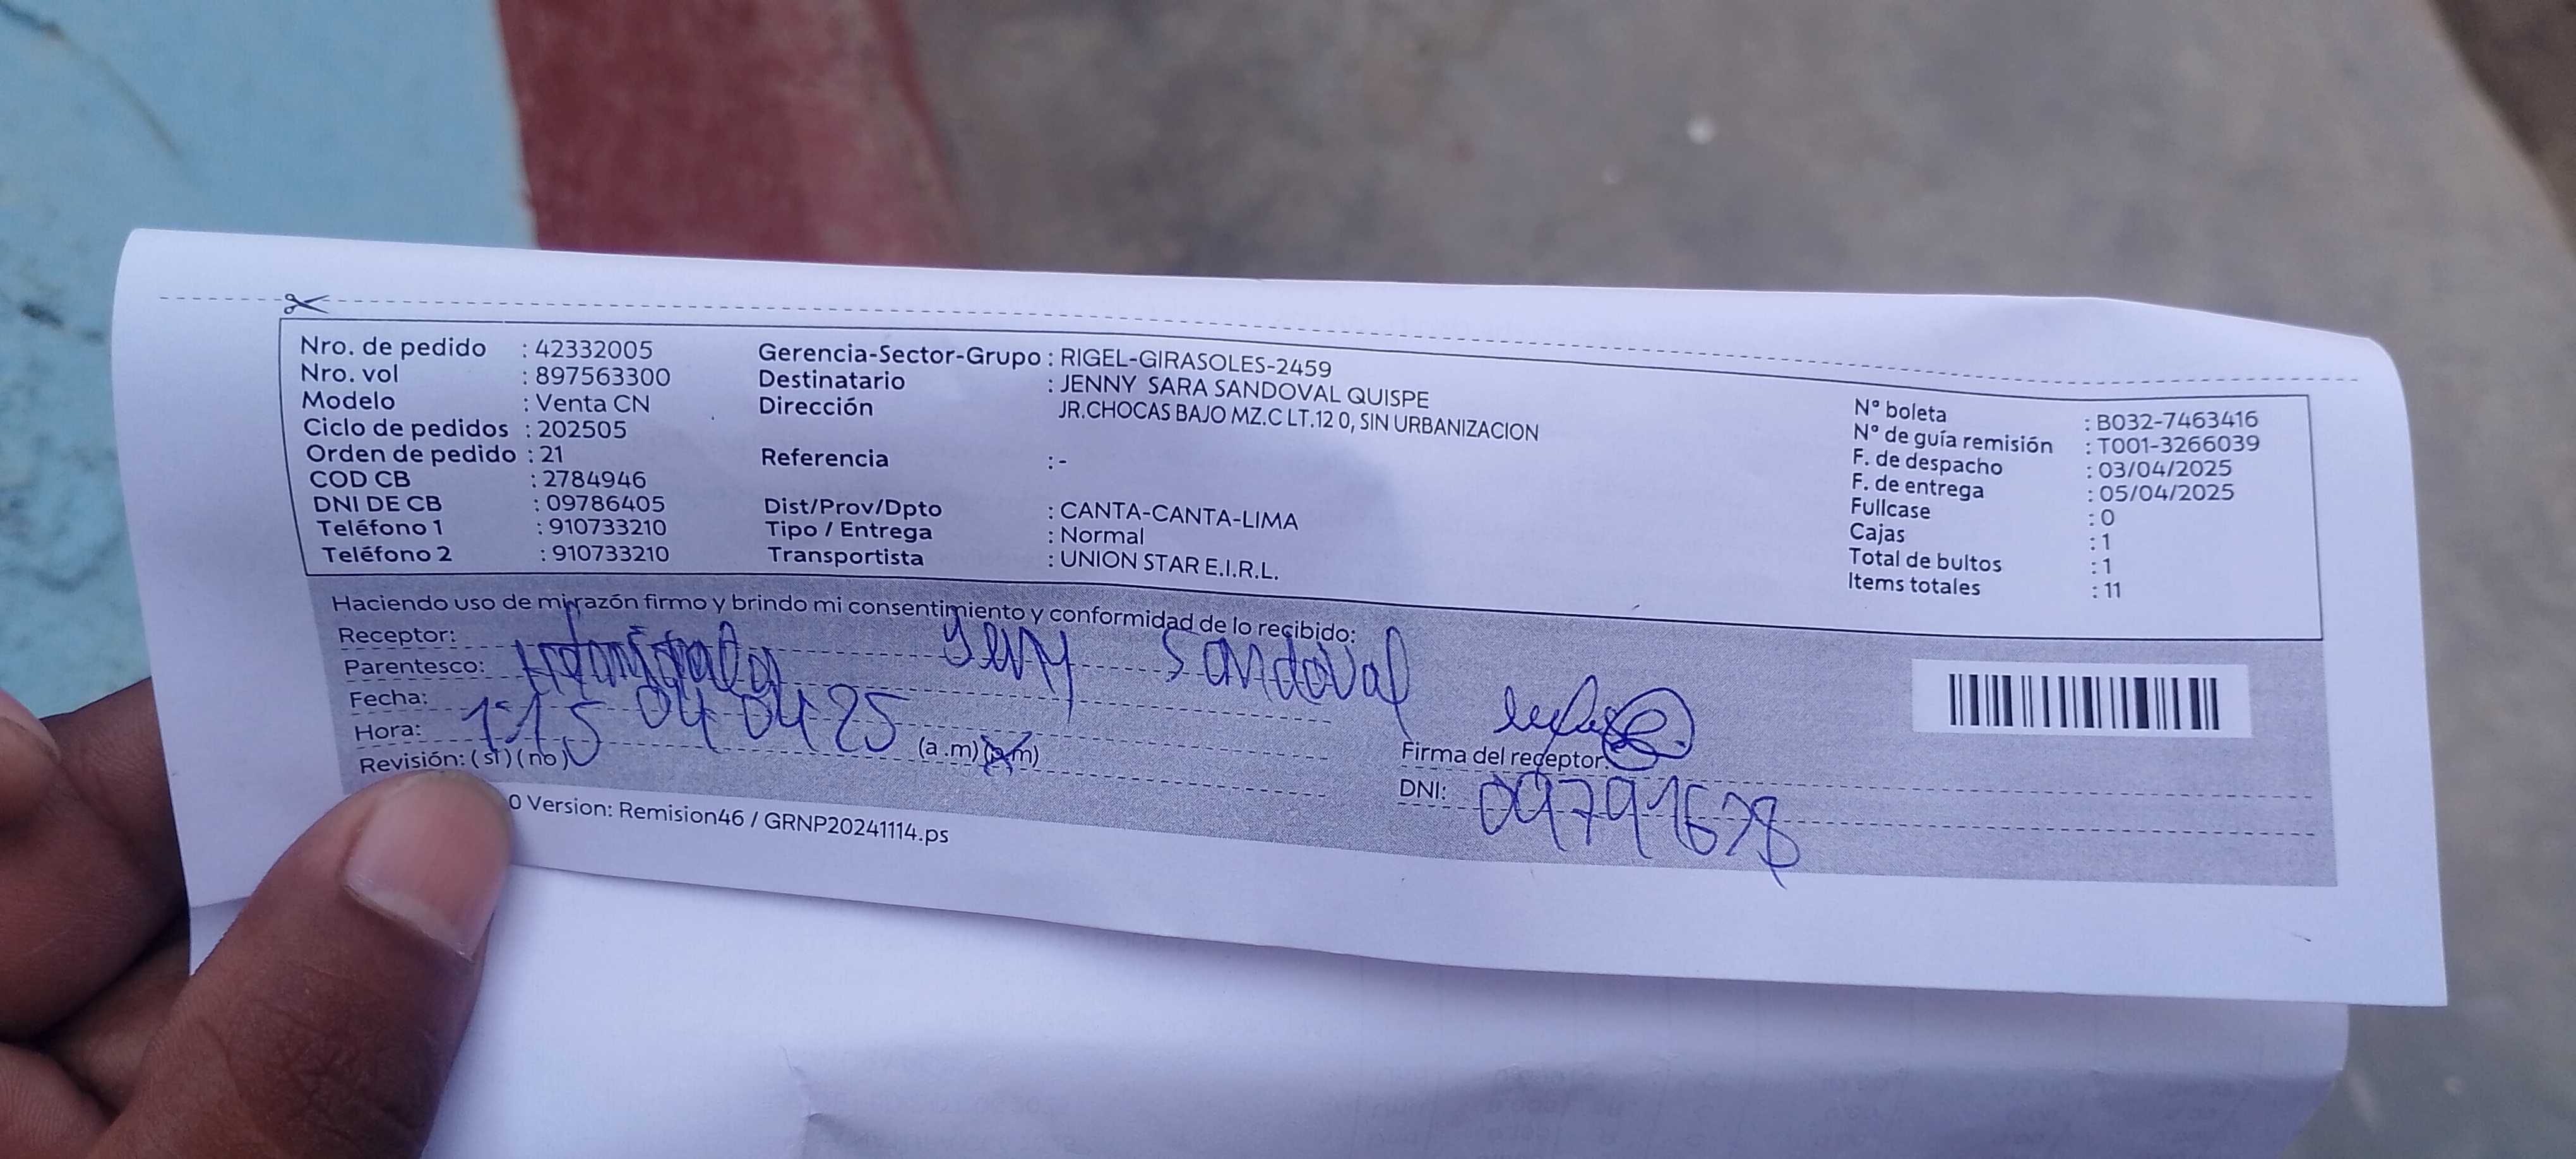 Nro. de pedido : 42332005
Nro. vol : 897563300
Modelo : Venta CN
Ciclo de pedidos : 202505
Orden de pedido : 21
COD CB : 2784946
DNI DE CB : 09786405
Teléfono 1 : 910733210
Teléfono 2 : 910733210
Gerencia-Sector-Grupo : RIGEL-GIRASOLES-2459
Destinatario : JENNY SARA SANDOVAL QUISPE
Dirección JR.CHOCAS BAJO MZ.C LT.12 0, SIN URBANIZACION
Referencia : -
Dist/Prov/Dpto : CANTA-CANTA-LIMA
Tipo / Entrega : Normal
Transportista : UNION STAR E.I.R.L.
N° boleta : B032-7463416
N° de guía remisión : T001-3266039
F. de despacho : 03/04/2025
F. de entrega : 05/04/2025
Fullcase : 0
Cajas : 1
Total de bultos : 1
Items totales : 11
Haciendo uso de mi razón firmo y brindo mi consentimiento y conformidad de lo recibido:
Receptor: Sandoval
Parentesco:
Fecha: 04 04 25
Hora: 1:15 (a .m) (p.m)
Revisión: ( si ) ( no )
Firma del receptor:
DNI: 09791678
0 Version: Remision46 / GRNP20241114.ps